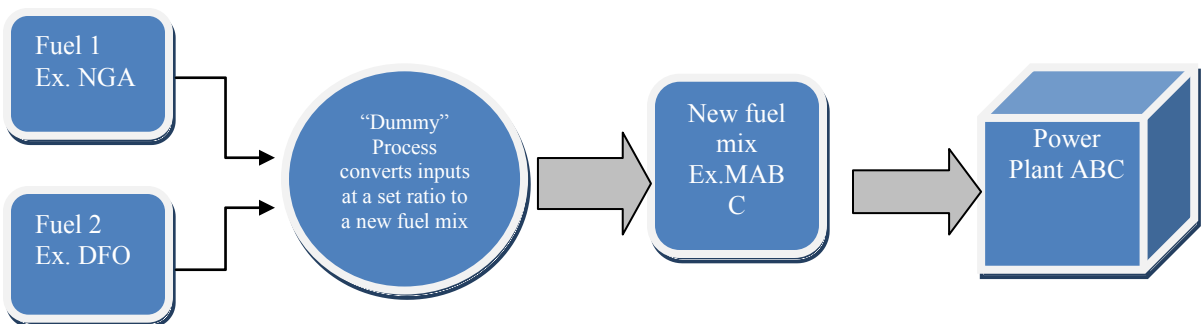 Fuel 1
Ex. NGA
Fuel 2
Ex. DFO
“Dummy”
Process
converts inputs
at a set ratio to
a new fuel mix
New fuel
mix
Ex.MAB
C
Power
Plant ABC